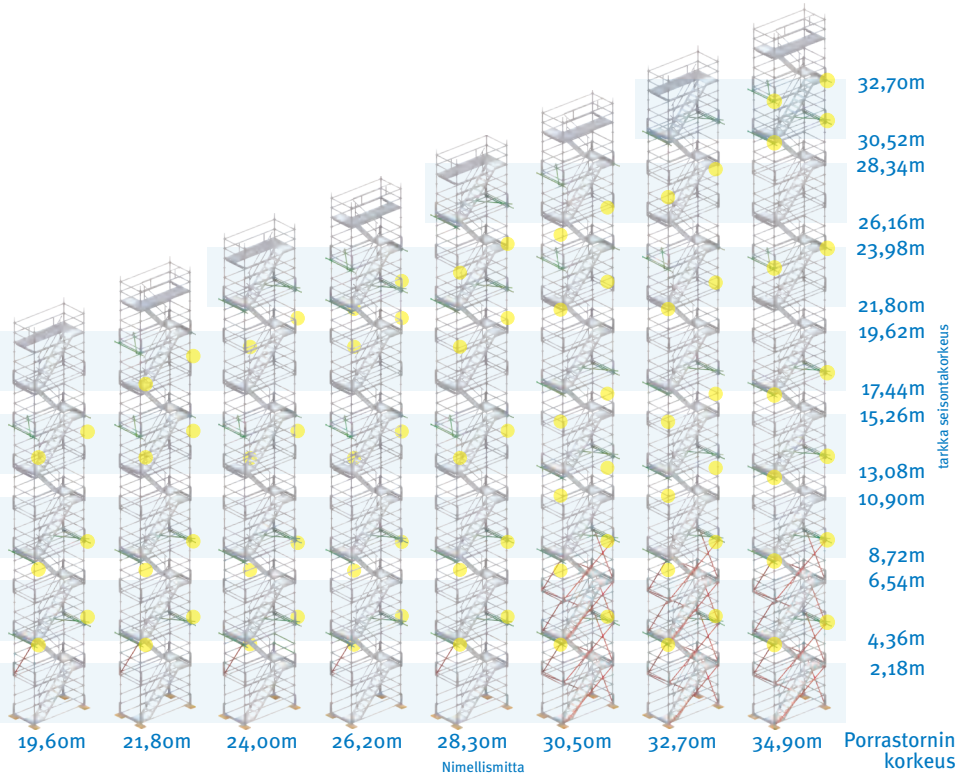 32,70m
30,52m
28,34m
26,16m
23,98m
21,80m
19,62m
17,44m
15,26m
13,08m
10,90m
8,72m
6,54m
4,36m
2,18m
tarkka seisontakorkeus
19,60m 21,80m 24,00m 26,20m 28,30m 30,50m 32,70m 34,90m Porrastornin
korkeus
Nimellismitta